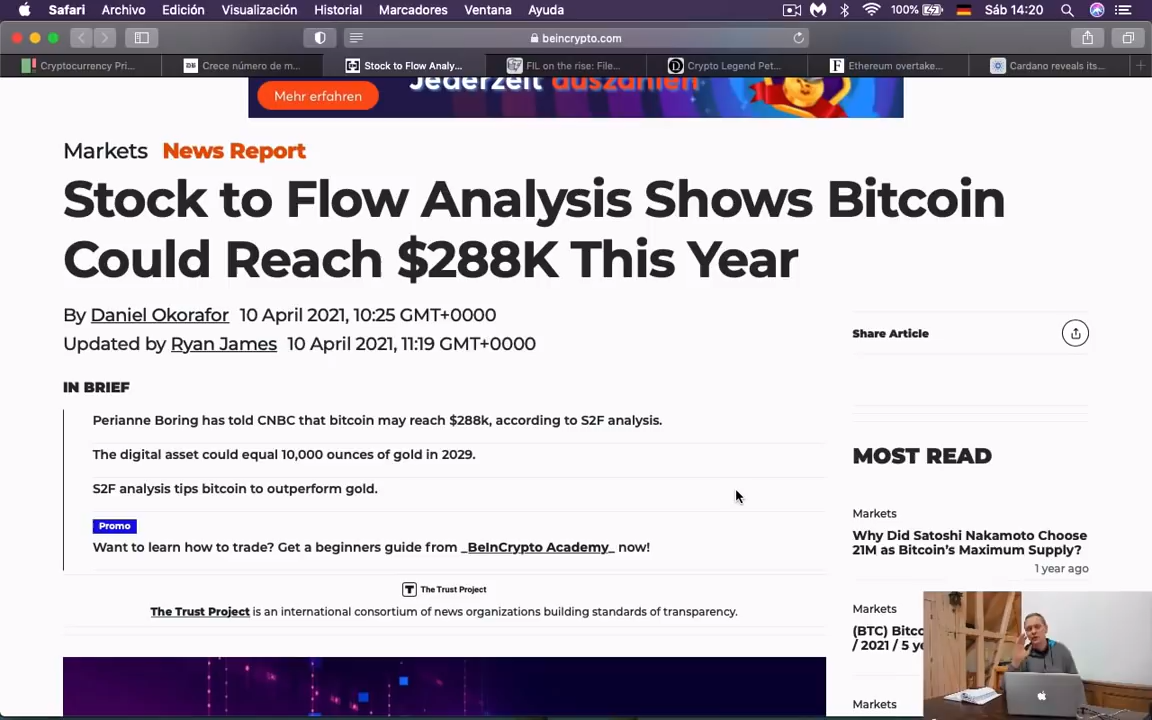 Safari Archivo Edición Visualización Historial Marcadores Ventana Ayuda 100% Sáb 14:20
beincrypto.com
Cryptocurrency Pri... DE Crece número de m... Stock to Flow Analy... FIL on the rise: File... Crypto Legend Pet... Ethereum overtake... Cardano reveals its...
Jederzeit auszahlen
Mehr erfahren
Markets News Report
Stock to Flow Analysis Shows Bitcoin
Could Reach $288K This Year
By Daniel Okorafor 10 April 2021, 10:25 GMT+0000
Updated by Ryan James 10 April 2021, 11:19 GMT+0000
Share Article
IN BRIEF
Perianne Boring has told CNBC that bitcoin may reach $288k, according to S2F analysis.
The digital asset could equal 10,000 ounces of gold in 2029.
S2F analysis tips bitcoin to outperform gold.
Promo
Want to learn how to trade? Get a beginners guide from _BeInCrypto Academy_ now!
The Trust Project
The Trust Project is an international consortium of news organizations building standards of transparency.
MOST READ
Markets
Why Did Satoshi Nakamoto Choose
21M as Bitcoin's Maximum Supply?
1 year ago
Markets
(BTC) Bitco
/ 2021 / 5 ye
Markets